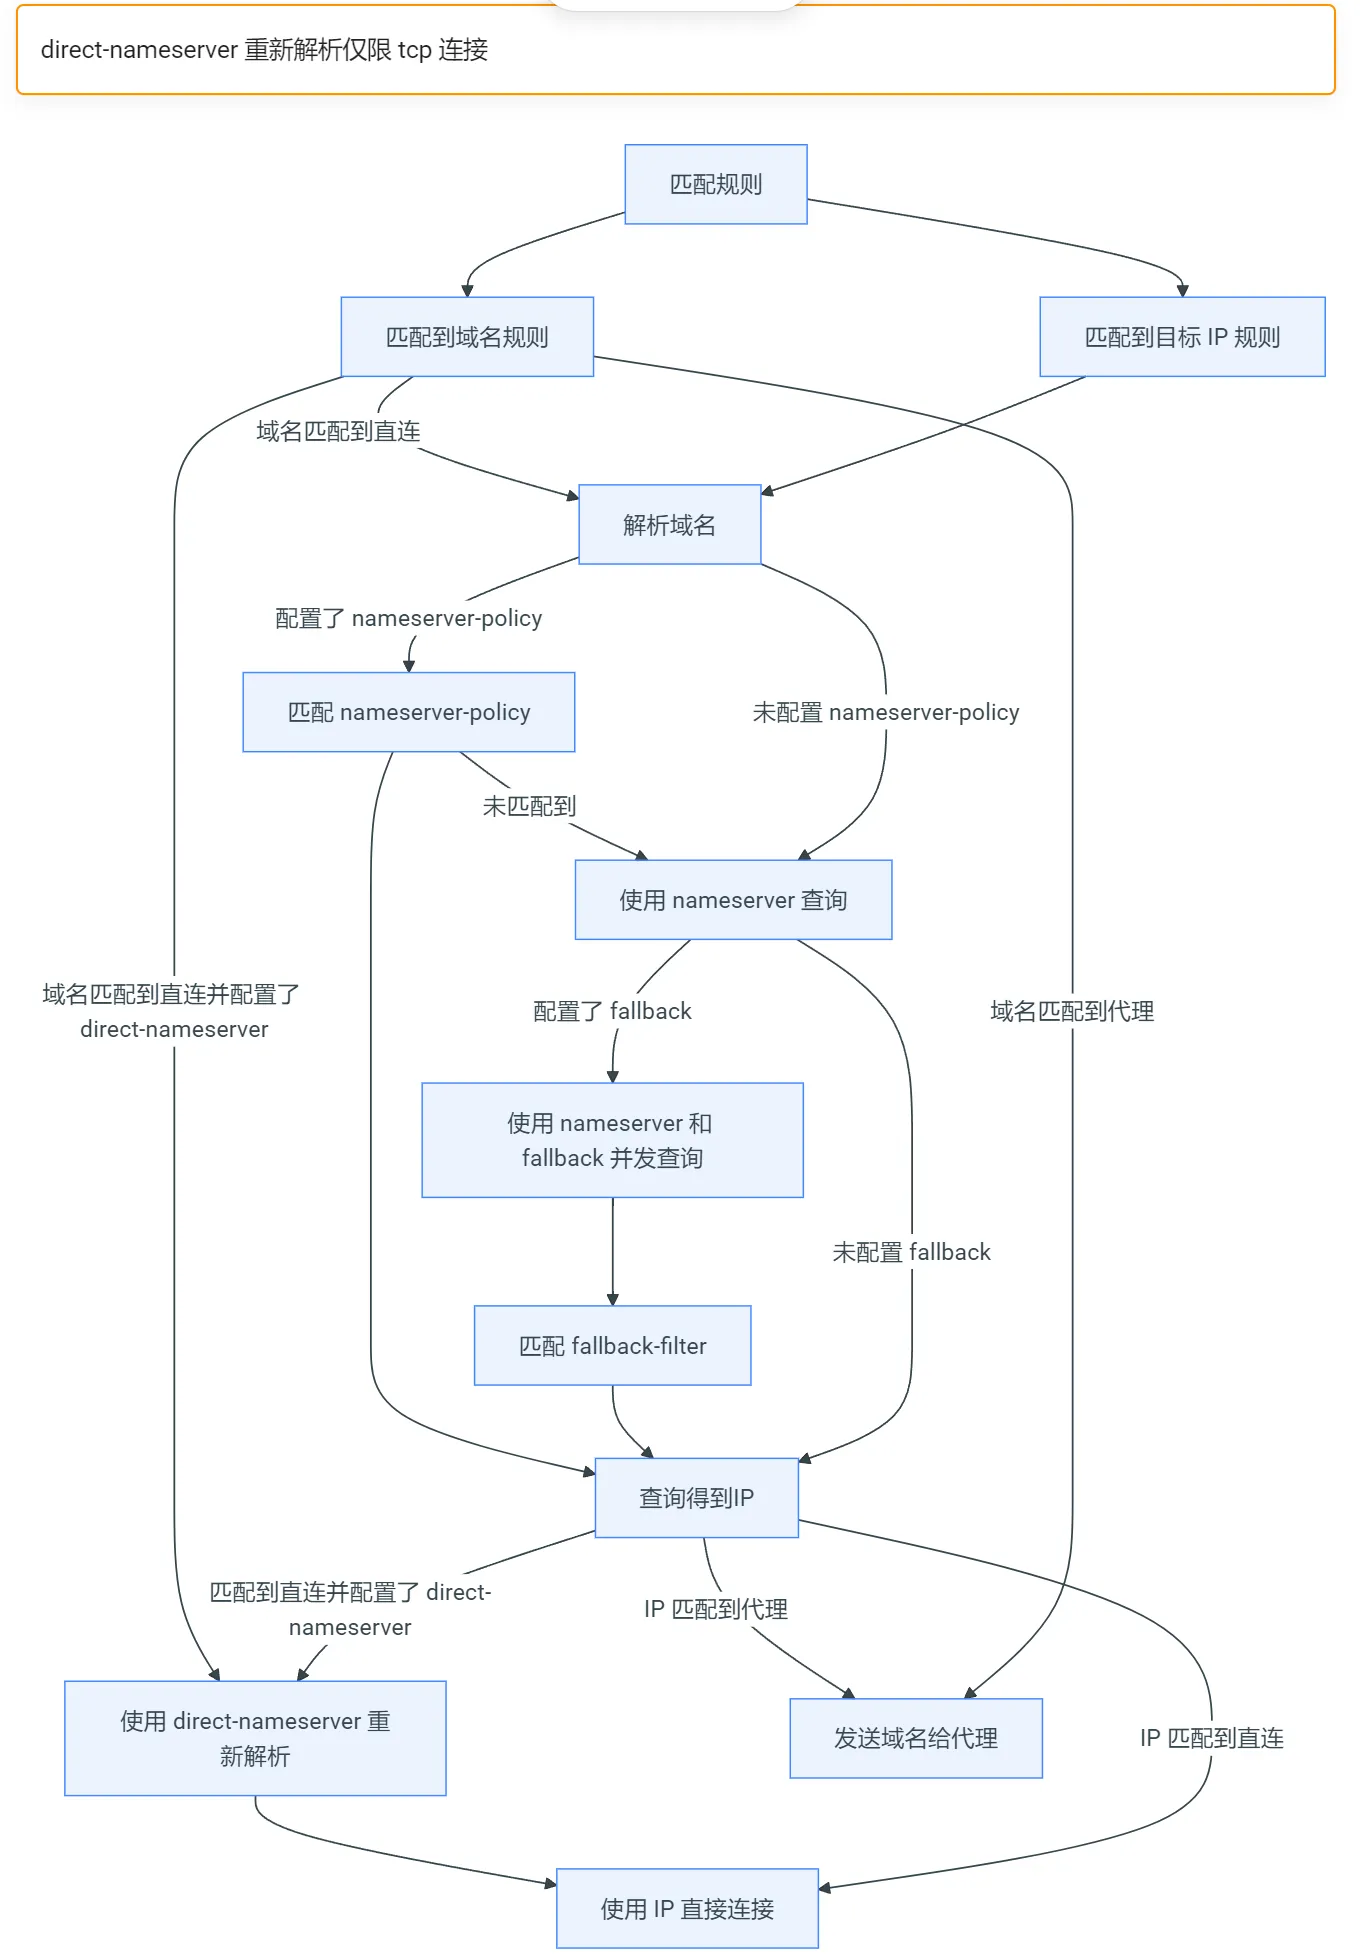 direct-nameserver 重新解析仅限 tcp 连接
匹配规则
匹配到域名规则
匹配到目标 IP 规则
域名匹配到直连
解析域名
配置了 nameserver-policy
匹配 nameserver-policy
未配置 nameserver-policy
未匹配到
使用 nameserver 查询
域名匹配到直连并配置了
direct-nameserver
配置了 fallback
域名匹配到代理
使用 nameserver 和
fallback 并发查询
未配置 fallback
匹配 fallback-filter
查询得到IP
匹配到直连并配置了 direct-
nameserver
IP 匹配到代理
使用 direct-nameserver 重
新解析
发送域名给代理
IP 匹配到直连
使用 IP 直接连接